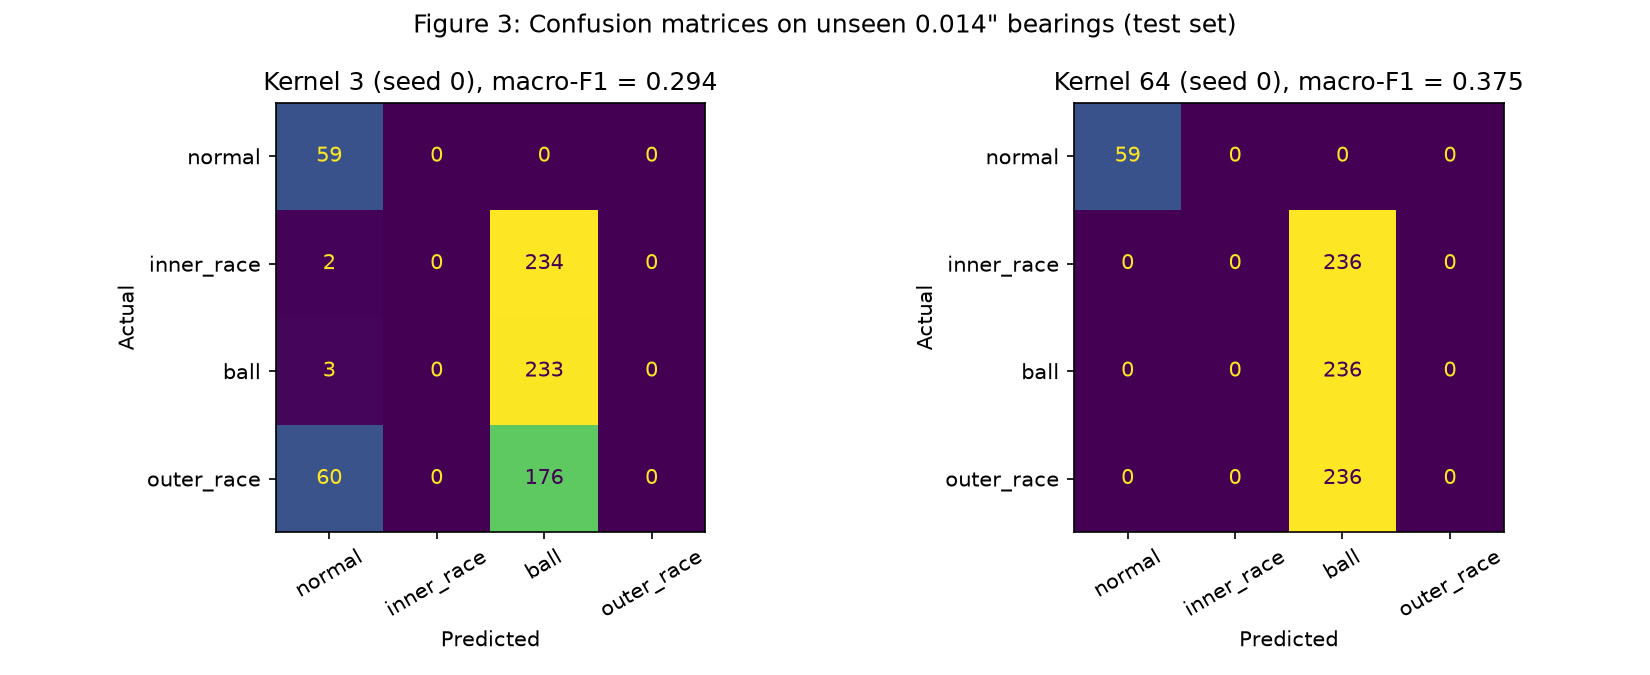 Figure 3: Confusion matrices on unseen 0.014" bearings (test set)
Kernel 3 (seed 0), macro-F1 = 0.294
normal 59 0 0 0
inner_race 2 0 234 0
ball 3 0 233 0
outer_race 60 0 176 0
Actual
normal inner_race ball outer_race
Predicted
Kernel 64 (seed 0), macro-F1 = 0.375
normal 59 0 0 0
inner_race 0 0 236 0
ball 0 0 236 0
outer_race 0 0 236 0
Actual
normal inner_race ball outer_race
Predicted